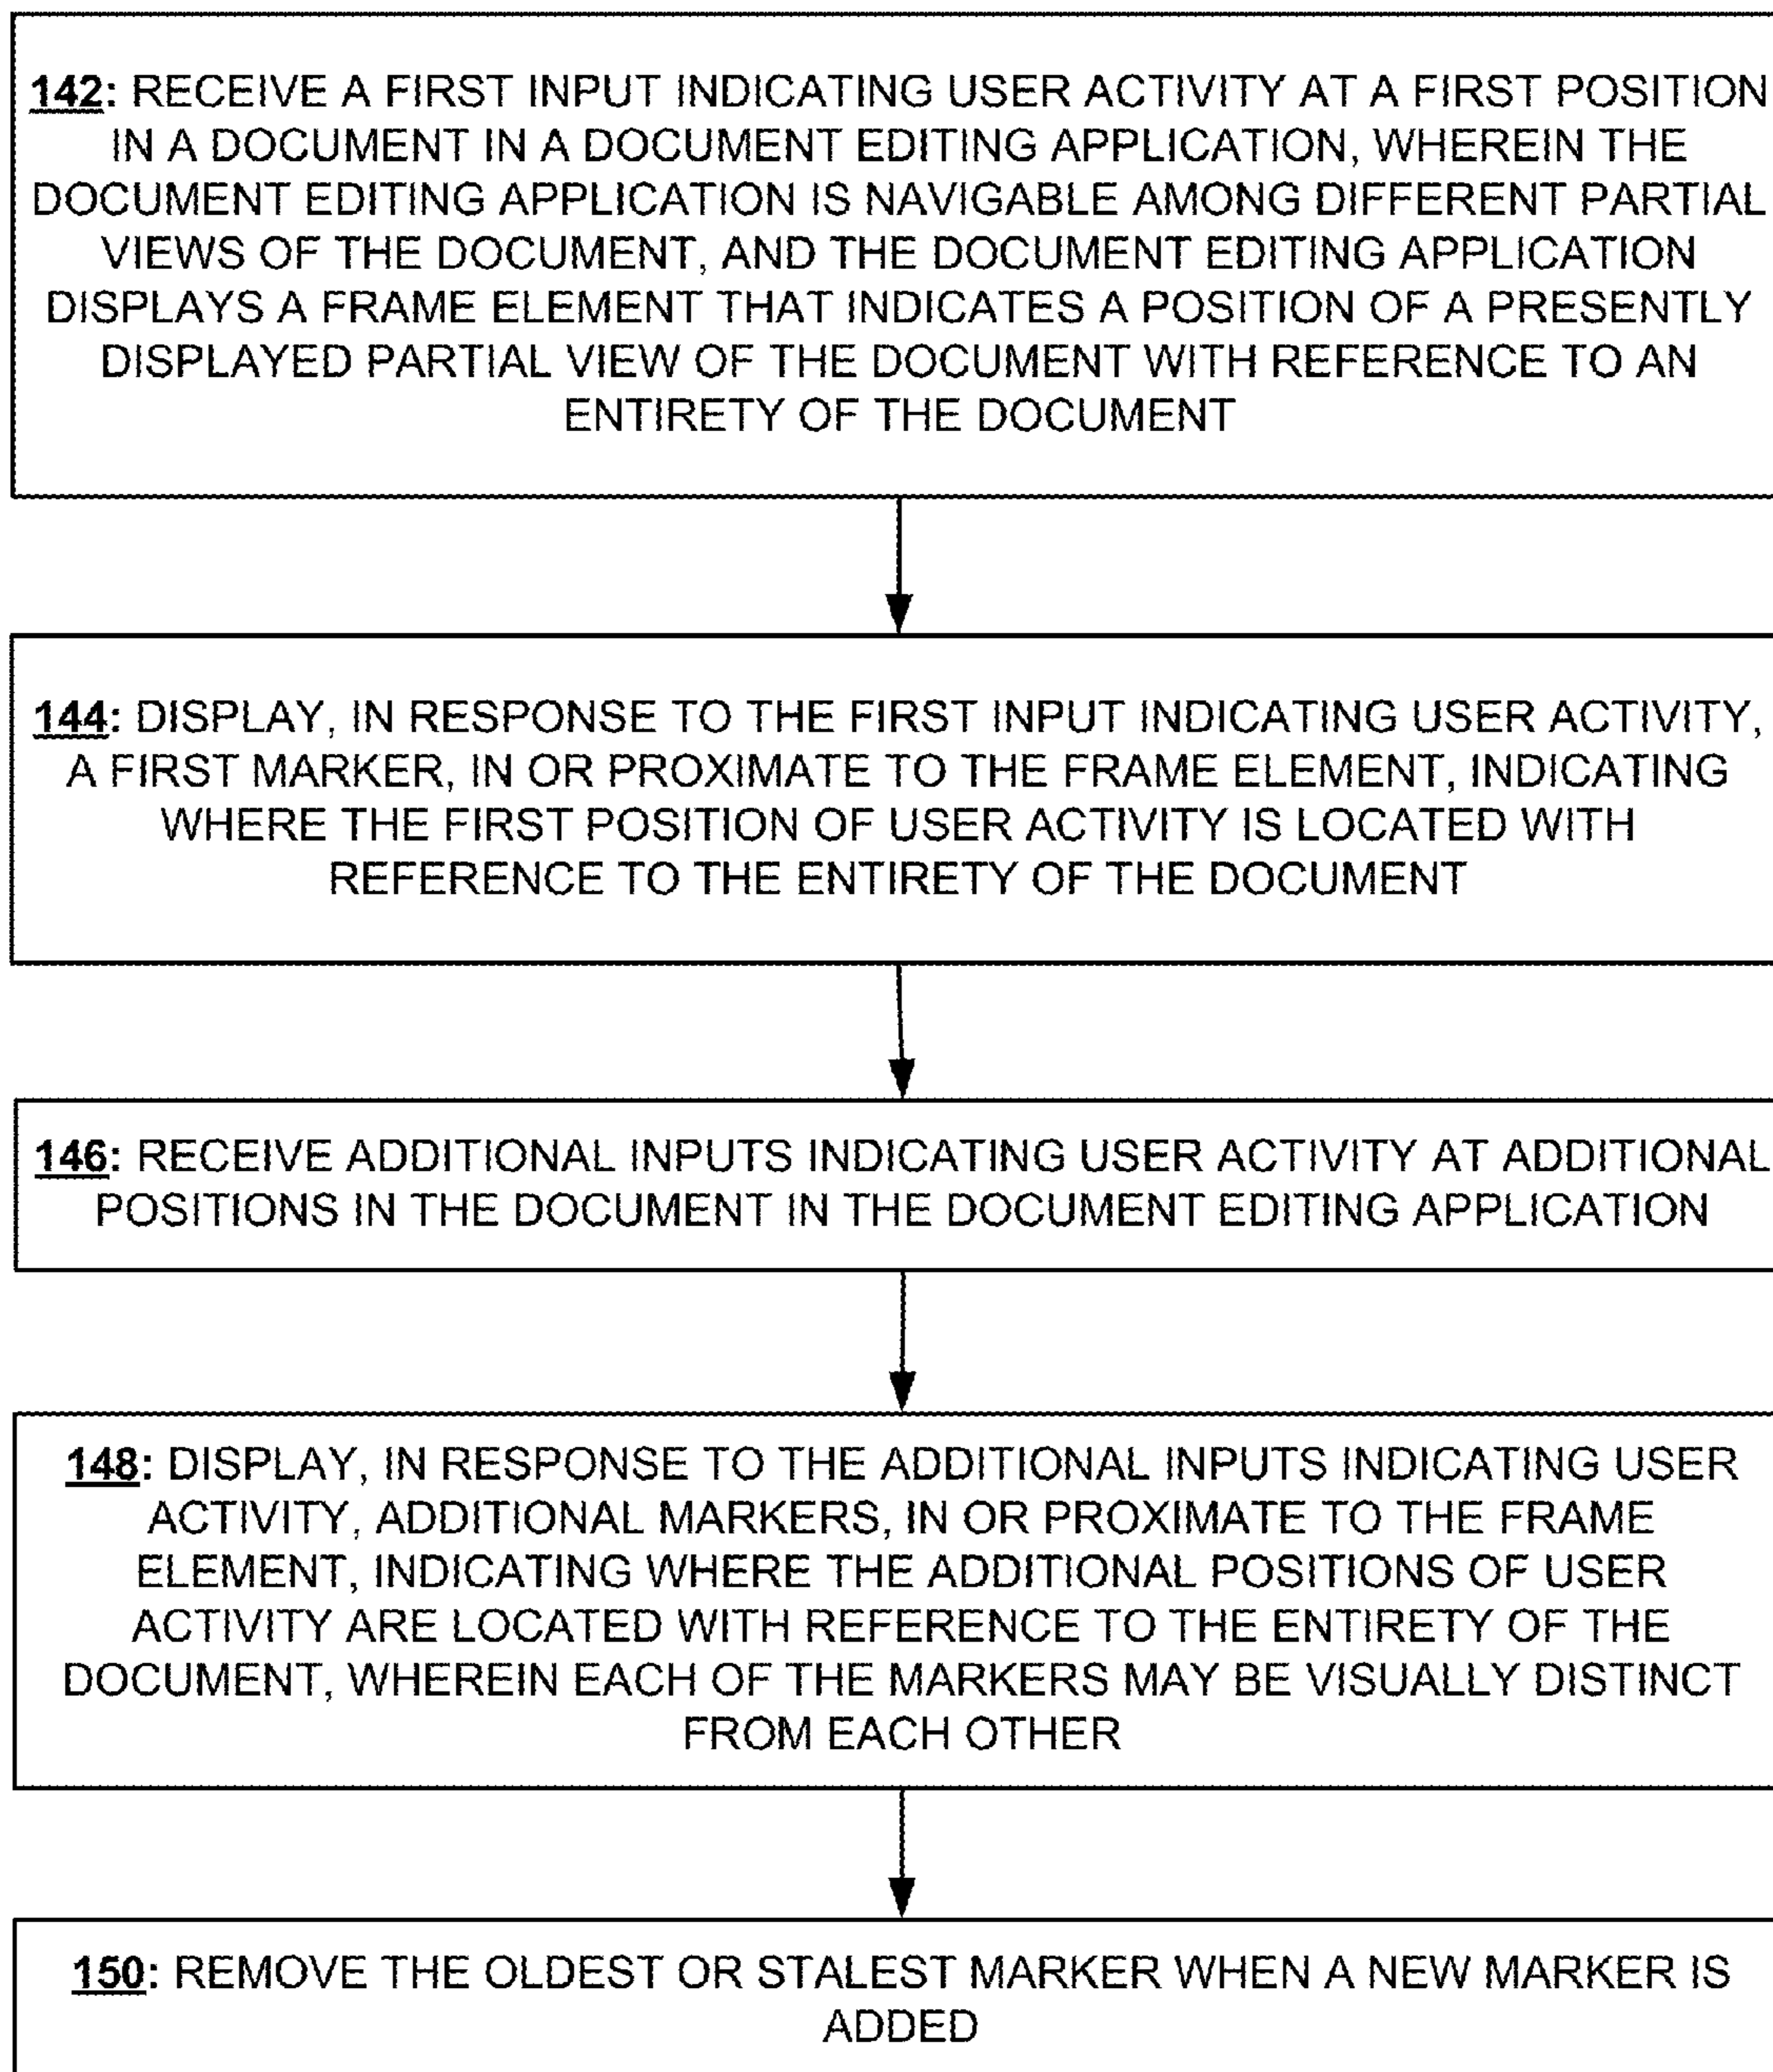 142: RECEIVE A FIRST INPUT INDICATING USER ACTIVITY AT A FIRST POSITION
IN A DOCUMENT IN A DOCUMENT EDITING APPLICATION, WHEREIN THE
DOCUMENT EDITING APPLICATION IS NAVIGABLE AMONG DIFFERENT PARTIAL
VIEWS OF THE DOCUMENT, AND THE DOCUMENT EDITING APPLICATION
DISPLAYS A FRAME ELEMENT THAT INDICATES A POSITION OF A PRESENTLY
DISPLAYED PARTIAL VIEW OF THE DOCUMENT WITH REFERENCE TO AN
ENTIRETY OF THE DOCUMENT
144: DISPLAY, IN RESPONSE TO THE FIRST INPUT INDICATING USER ACTIVITY,
A FIRST MARKER, IN OR PROXIMATE TO THE FRAME ELEMENT, INDICATING
WHERE THE FIRST POSITION OF USER ACTIVITY IS LOCATED WITH
REFERENCE TO THE ENTIRETY OF THE DOCUMENT
146: RECEIVE ADDITIONAL INPUTS INDICATING USER ACTIVITY AT ADDITIONAL
POSITIONS IN THE DOCUMENT IN THE DOCUMENT EDITING APPLICATION
148: DISPLAY, IN RESPONSE TO THE ADDITIONAL INPUTS INDICATING USER
ACTIVITY, ADDITIONAL MARKERS, IN OR PROXIMATE TO THE FRAME
ELEMENT, INDICATING WHERE THE ADDITIONAL POSITIONS OF USER
ACTIVITY ARE LOCATED WITH REFERENCE TO THE ENTIRETY OF THE
DOCUMENT, WHEREIN EACH OF THE MARKERS MAY BE VISUALLY DISTINCT
FROM EACH OTHER
150: REMOVE THE OLDEST OR STALEST MARKER WHEN A NEW MARKER IS
ADDED